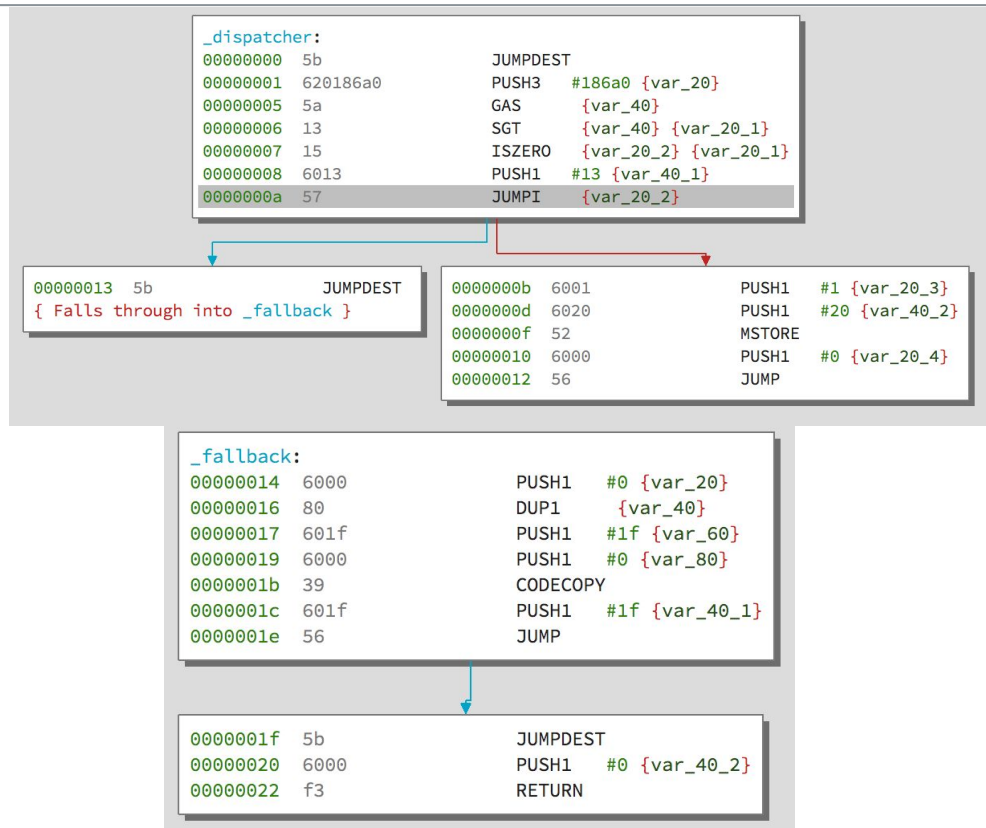 _dispatcher:
00000000 5b JUMPDEST
00000001 620186a0 PUSH3 #186a0 {var_20}
00000005 5a GAS {var_40}
00000006 13 SGT {var_40} {var_20_1}
00000007 15 ISZERO {var_20_2} {var_20_1}
00000008 6013 PUSH1 #13 {var_40_1}
0000000a 57 JUMPI {var_20_2}
00000013 5b JUMPDEST
{ Falls through into _fallback }
0000000b 6001 PUSH1 #1 {var_20_3}
0000000d 6020 PUSH1 #20 {var_40_2}
0000000f 52 MSTORE
00000010 6000 PUSH1 #0 {var_20_4}
00000012 56 JUMP
_fallback:
00000014 6000 PUSH1 #0 {var_20}
00000016 80 DUP1 {var_40}
00000017 601f PUSH1 #1f {var_60}
00000019 6000 PUSH1 #0 {var_80}
0000001b 39 CODECOPY
0000001c 601f PUSH1 #1f {var_40_1}
0000001e 56 JUMP
0000001f 5b JUMPDEST
00000020 6000 PUSH1 #0 {var_40_2}
00000022 f3 RETURN